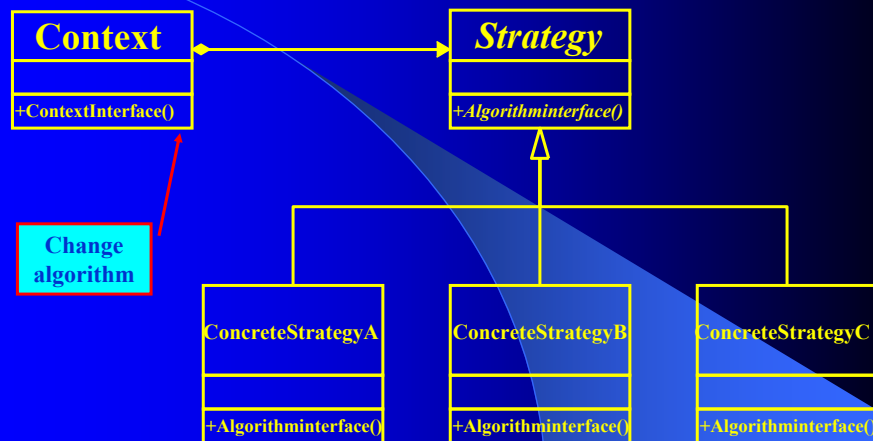 Context
Strategy
+ContextInterface()
+Algorithminterface()
Change
algorithm
ConcreteStrategyA
ConcreteStrategyB
ConcreteStrategyC
+Algorithminterface()
+Algorithminterface()
+Algorithminterface()